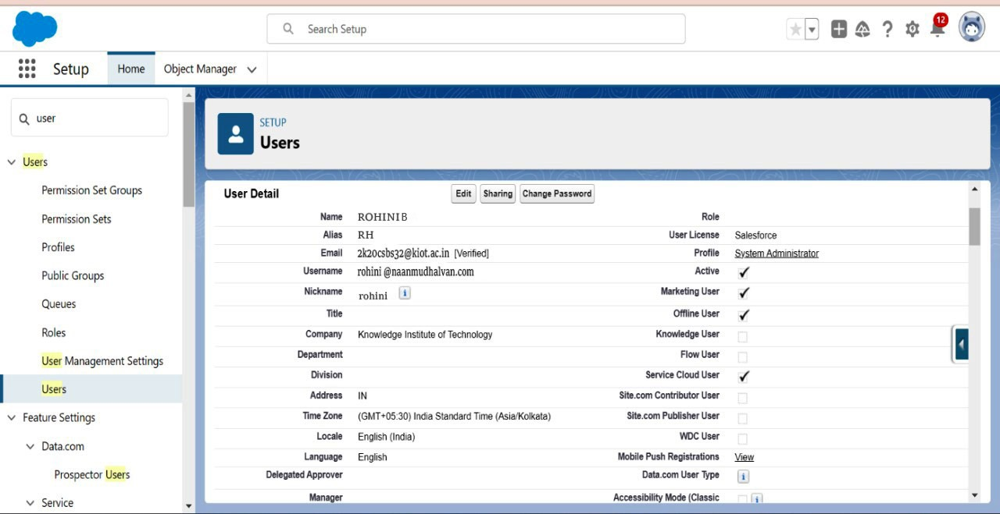 Search Setup
12
Setup Home Object Manager
user
Users
Permission Set Groups
Permission Sets
Profiles
Public Groups
Queues
Roles
User Management Settings
Users
Feature Settings
Data.com
Prospector Users
Service
SETUP
Users
User Detail Edit Sharing Change Password
Name ROHINI B Role
Alias RH User License Salesforce
Email 2k20csbs32@kiot.ac.in [Verified] Profile System Administrator
Username rohini @naanmudhalvan.com Active
Nickname rohini i Marketing User
Title Offline User
Company Knowledge Institute of Technology Knowledge User
Department Flow User
Division Service Cloud User
Address IN Site.com Contributor User
Time Zone (GMT+05:30) India Standard Time (Asia/Kolkata) Site.com Publisher User
Locale English (India) WDC User
Language English Mobile Push Registrations View
Delegated Approver Data.com User Type i
Manager Accessibility Mode (Classic i